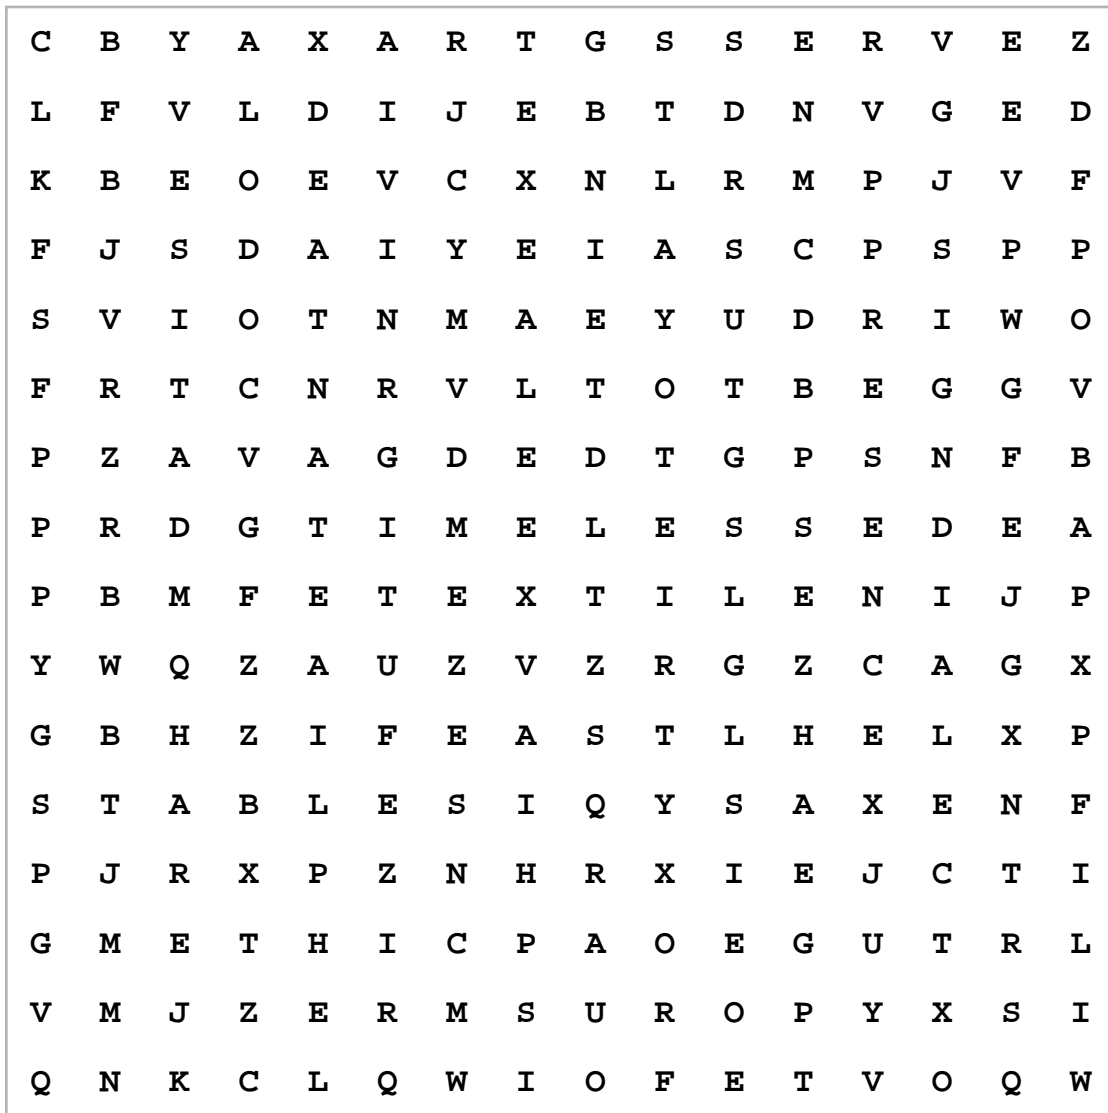 C B Y A X A R T G S S E R V E Z
L F V L D I J E B T D N V G E D
K B E O E V C X N L R M P J V F
F J S D A I Y E I A S C P S P P
S V I O T N M A E Y U D R I W O
F R T C N R V L T O T B E G G V
P Z A V A G D E D T G P S N F B
P R D G T I M E L E S S E D E A
P B M F E T E X T I L E N I J P
Y W Q Z A U Z V Z R G Z C A G X
G B H Z I F E A S T L H E L X P
S T A B L E S I Q Y S A X E N F
P J R X P Z N H R X I E J C T I
G M E T H I C P A O E G U T R L
V M J Z E R M S U R O P Y X S I
Q N K C L Q W I O F E T V O Q W